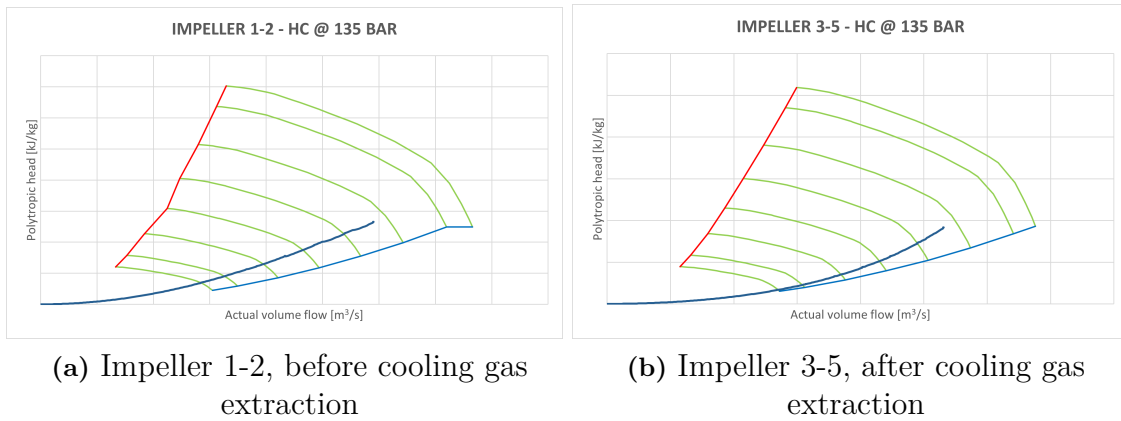 IMPELLER 1-2 - HC @ 135 BAR
Polytropic head [kJ/kg]
Actual volume flow [m³/s]
(a) Impeller 1-2, before cooling gas
extraction
IMPELLER 3-5 - HC @ 135 BAR
Polytropic head [kJ/kg]
Actual volume flow [m³/s]
(b) Impeller 3-5, after cooling gas
extraction